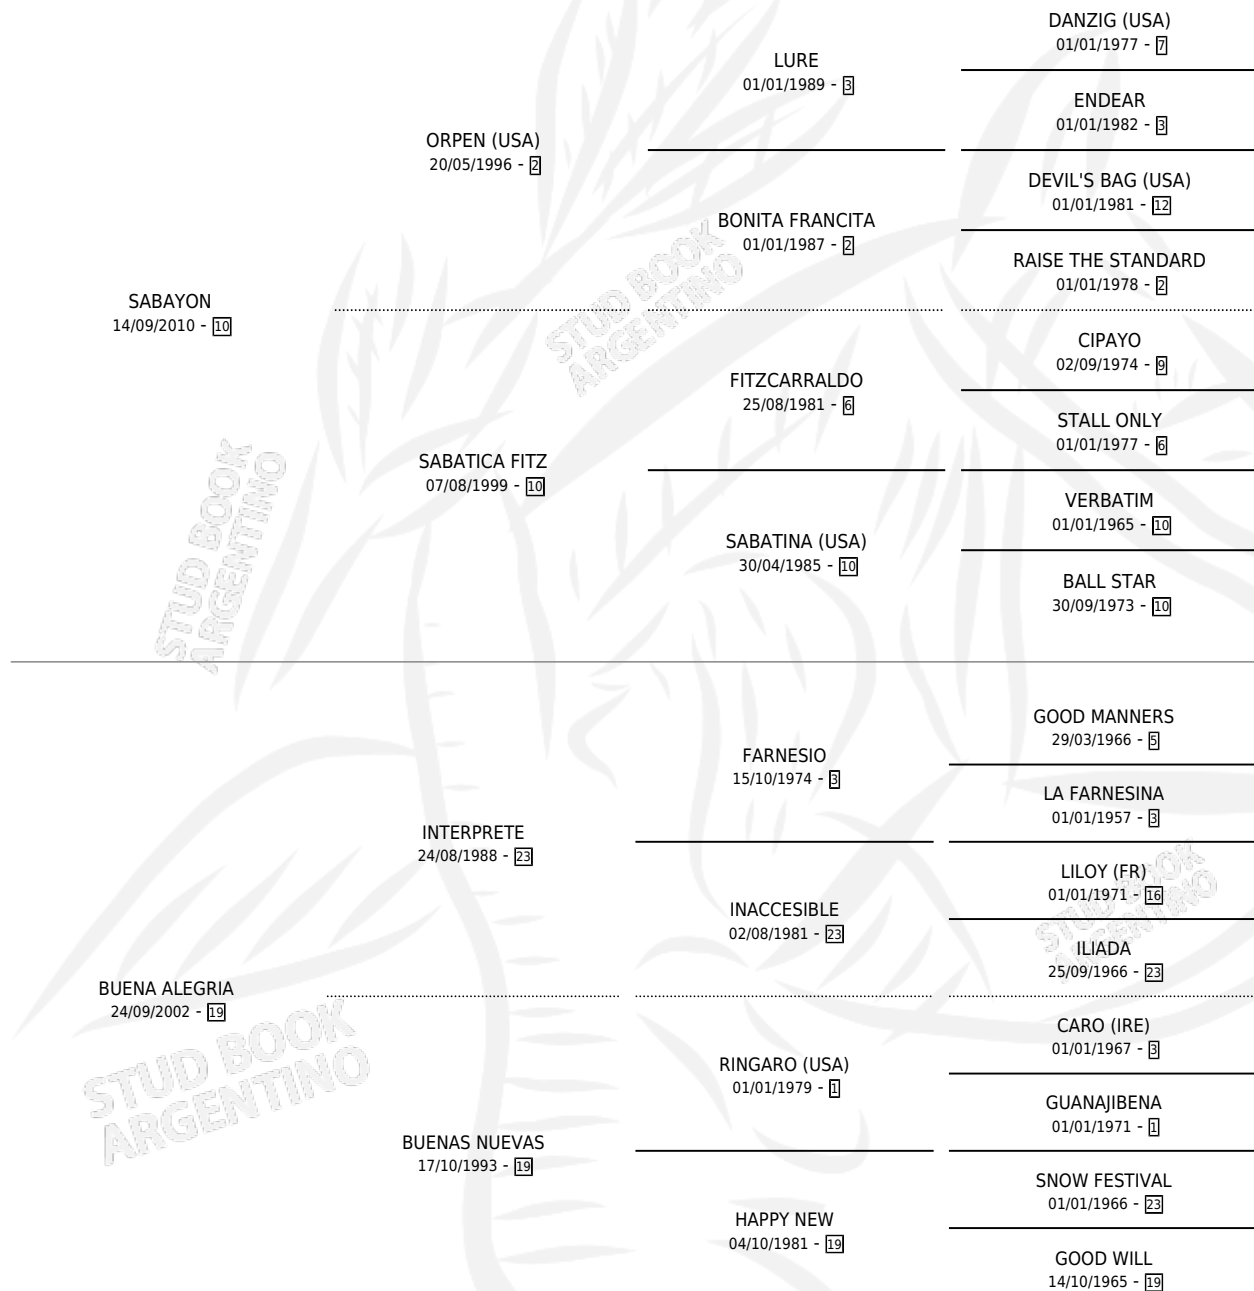 DANZIG (USA)
01/01/1977 - 7
LURE
01/01/1989 - 3
ENDEAR
01/01/1982 - 3
ORPEN (USA)
20/05/1996 - 2
DEVIL'S BAG (USA)
01/01/1981 - 12
BONITA FRANCITA
01/01/1987 - 2
RAISE THE STANDARD
01/01/1978 - 2
SABAYON
14/09/2010 - 10
CIPAYO
02/09/1974 - 9
FITZCARRALDO
25/08/1981 - 6
STALL ONLY
01/01/1977 - 6
SABATICA FITZ
07/08/1999 - 10
VERBATIM
01/01/1965 - 10
SABATINA (USA)
30/04/1985 - 10
BALL STAR
30/09/1973 - 10
GOOD MANNERS
29/03/1966 - 5
FARNESIO
15/10/1974 - 3
LA FARNESINA
01/01/1957 - 3
INTERPRETE
24/08/1988 - 23
LILOY (FR)
01/01/1971 - 16
INACCESIBLE
02/08/1981 - 23
ILIADA
25/09/1966 - 23
BUENA ALEGRIA
24/09/2002 - 19
CARO (IRE)
01/01/1967 - 3
RINGARO (USA)
01/01/1979 - 1
GUANAJIBENA
01/01/1971 - 1
BUENAS NUEVAS
17/10/1993 - 19
SNOW FESTIVAL
01/01/1966 - 23
HAPPY NEW
04/10/1981 - 19
GOOD WILL
14/10/1965 - 19
STUD BOOK
ARGENTINO
STUD BOOK
ARGENTINO
STUD BOOK
ARGENTINO
STUD BOOK
ARGENTINO